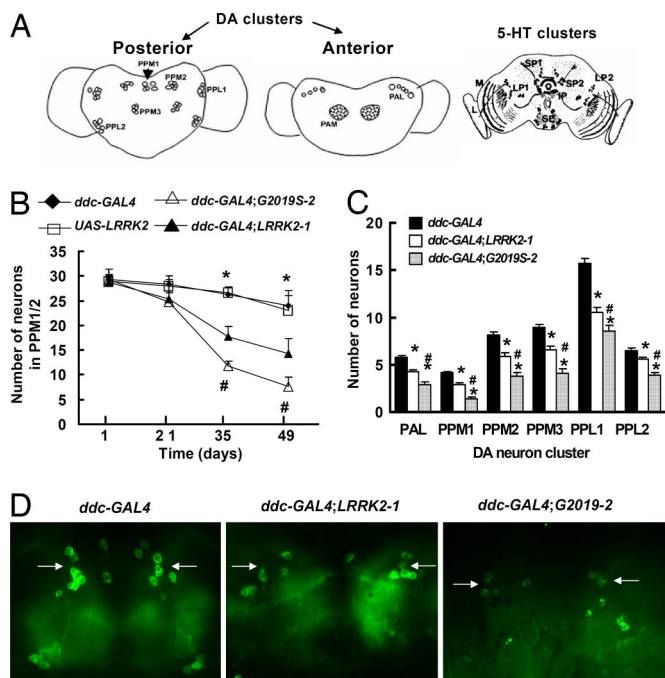 A
DA clusters
Posterior
Anterior
5-HT clusters
PPM1
PPM2
PPL1
PPM3
PPL2
PAL
PAM
SP1
SP2
LP2
M
LP1
IP
L
SE
B
ddc-GAL4
ddc-GAL4;G2019S-2
UAS-LRRK2
ddc-GAL4;LRRK2-1
Number of neurons
in PPM1/2
35
30
25
20
15
10
5
0
* *
# #
1 21 35 49
Time (days)
C
ddc-GAL4
ddc-GAL4;LRRK2-1
ddc-GAL4;G2019S-2
Number of neurons
20
15
10
5
0
* # * * # * * # * * # * * # * * # *
PAL PPM1 PPM2 PPM3 PPL1 PPL2
DA neuron cluster
D
ddc-GAL4
ddc-GAL4;LRRK2-1
ddc-GAL4;G2019-2